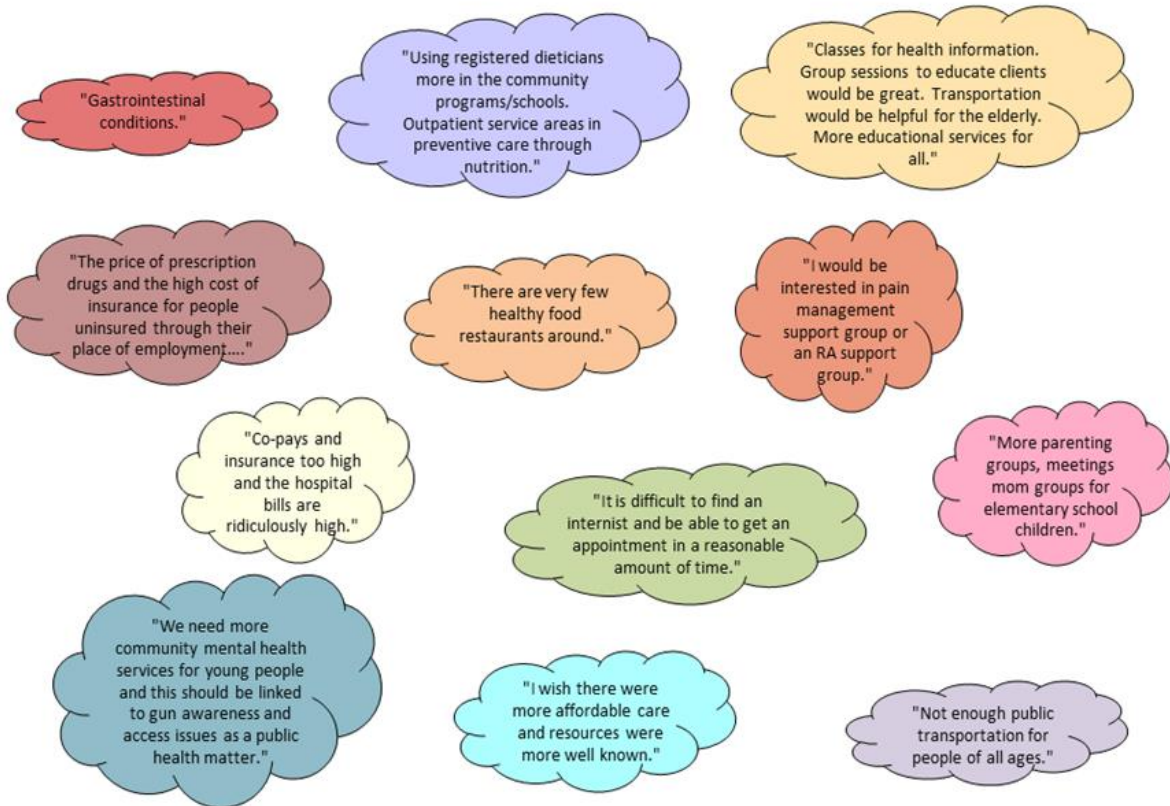 "Gastrointestinal
conditions."
"Using registered dieticians
more in the community
programs/schools.
Outpatient service areas in
preventive care through
nutrition."
"Classes for health information.
Group sessions to educate clients
would be great. Transportation
would be helpful for the elderly.
More educational services for
all."
"The price of prescription
drugs and the high cost of
insurance for people
uninsured through their
place of employment…."
"There are very few
healthy food
restaurants around."
"I would be
interested in pain
management
support group or
an RA support
group."
"Co-pays and
insurance too high
and the hospital
bills are
ridiculously high."
"It is difficult to find an
internist and be able to get an
appointment in a reasonable
amount of time."
"More parenting
groups, meetings
mom groups for
elementary school
children."
"We need more
community mental health
services for young people
and this should be linked
to gun awareness and
access issues as a public
health matter."
"I wish there were
more affordable care
and resources were
more well known."
"Not enough public
transportation for
people of all ages."